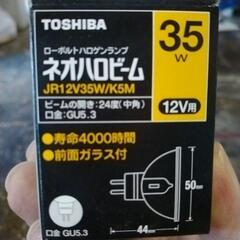 TOSHIBA
ローボルトハロゲンランプ
ネオハロビーム
35W
JR12V35W/K5M
ビームの開き:24度(中角)
口金:GU5.3
12V用
●寿命4000時間
●前面ガラス付
50mm
44mm
口金 GU5.3